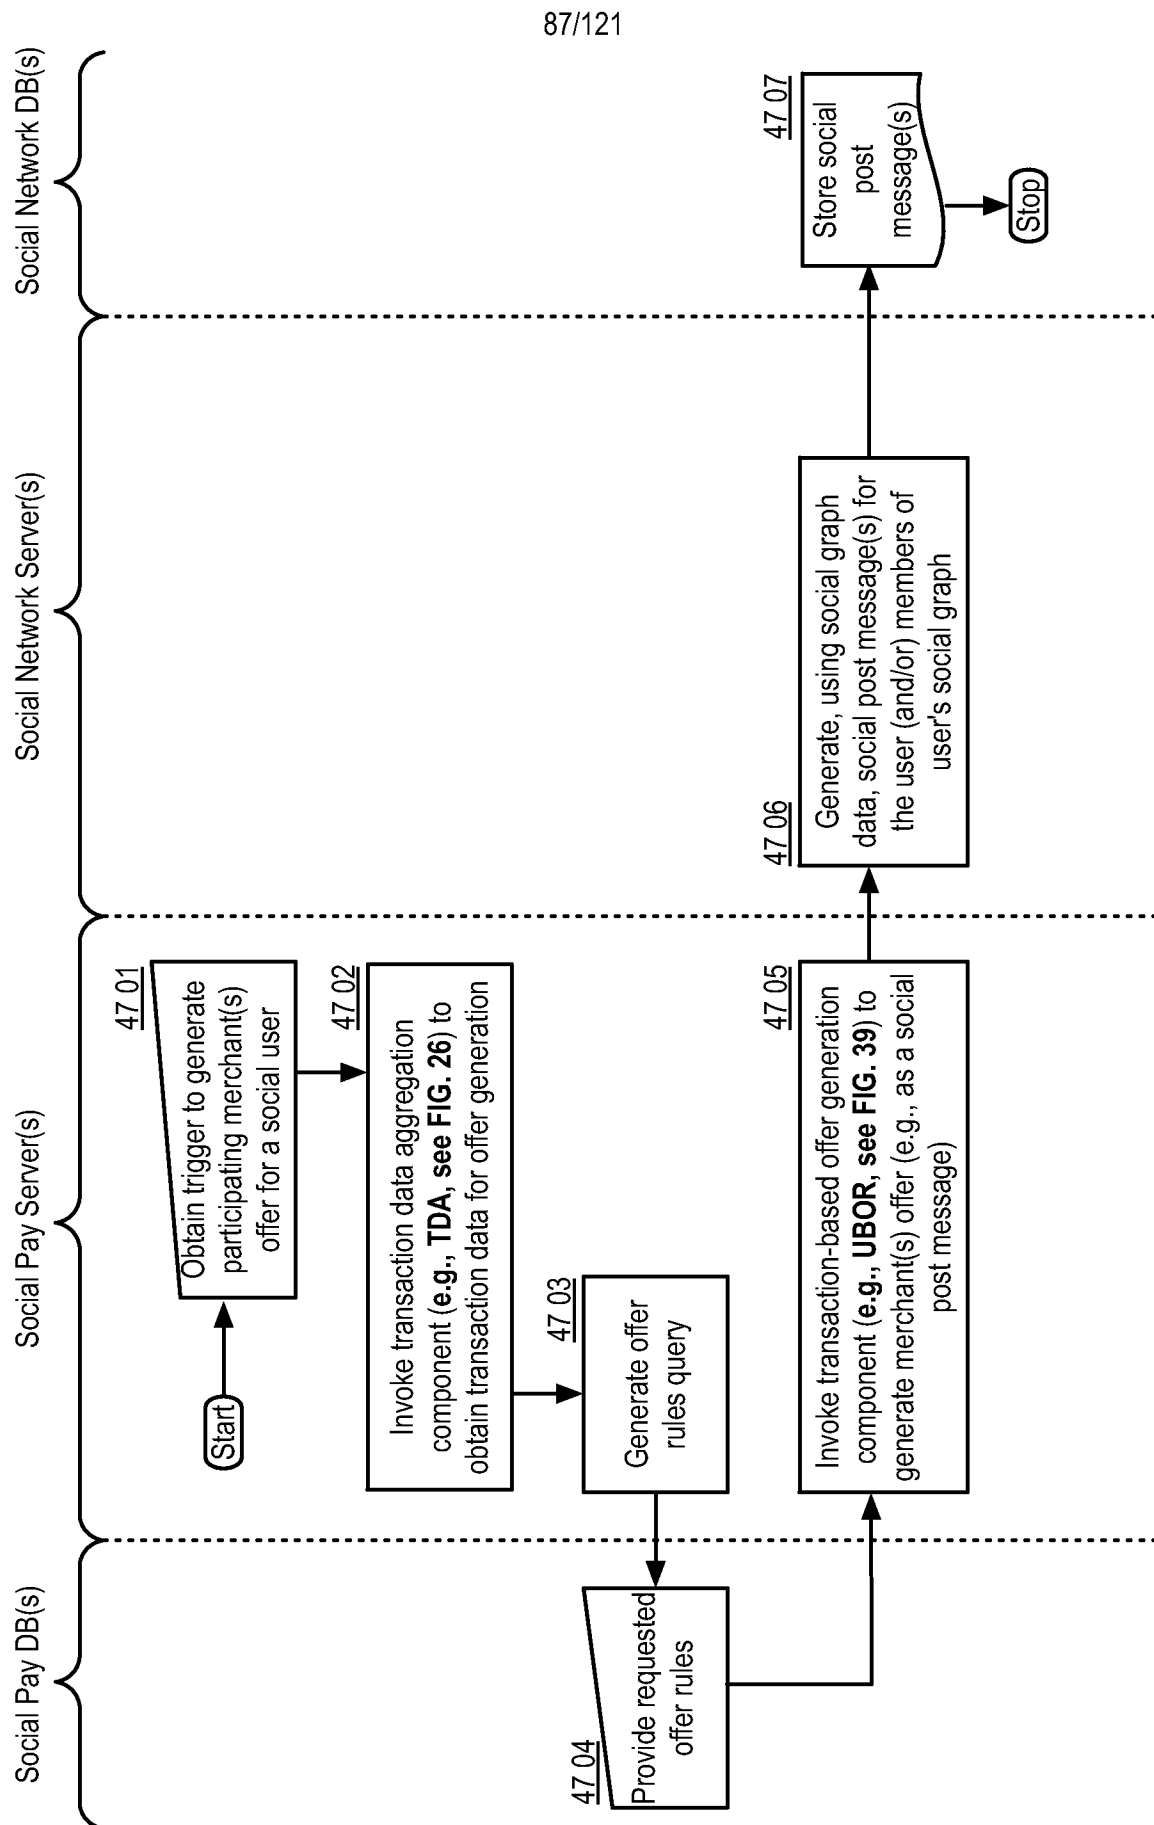 87/121
Social Pay DB(s)
Social Pay Server(s)
Social Network Server(s)
Social Network DB(s)
Start
47 01
Obtain trigger to generate
participating merchant(s)
offer for a social user
47 02
Invoke transaction data aggregation
component (e.g., TDA, see FIG. 26) to
obtain transaction data for offer generation
47 03
Generate offer
rules query
47 04
Provide requested
offer rules
47 05
Invoke transaction-based offer generation
component (e.g., UBOR, see FIG. 39) to
generate merchant(s) offer (e.g., as a social
post message)
47 06
Generate, using social graph
data, social post message(s) for
the user (and/or) members of
user's social graph
47 07
Store social
post
message(s)
Stop